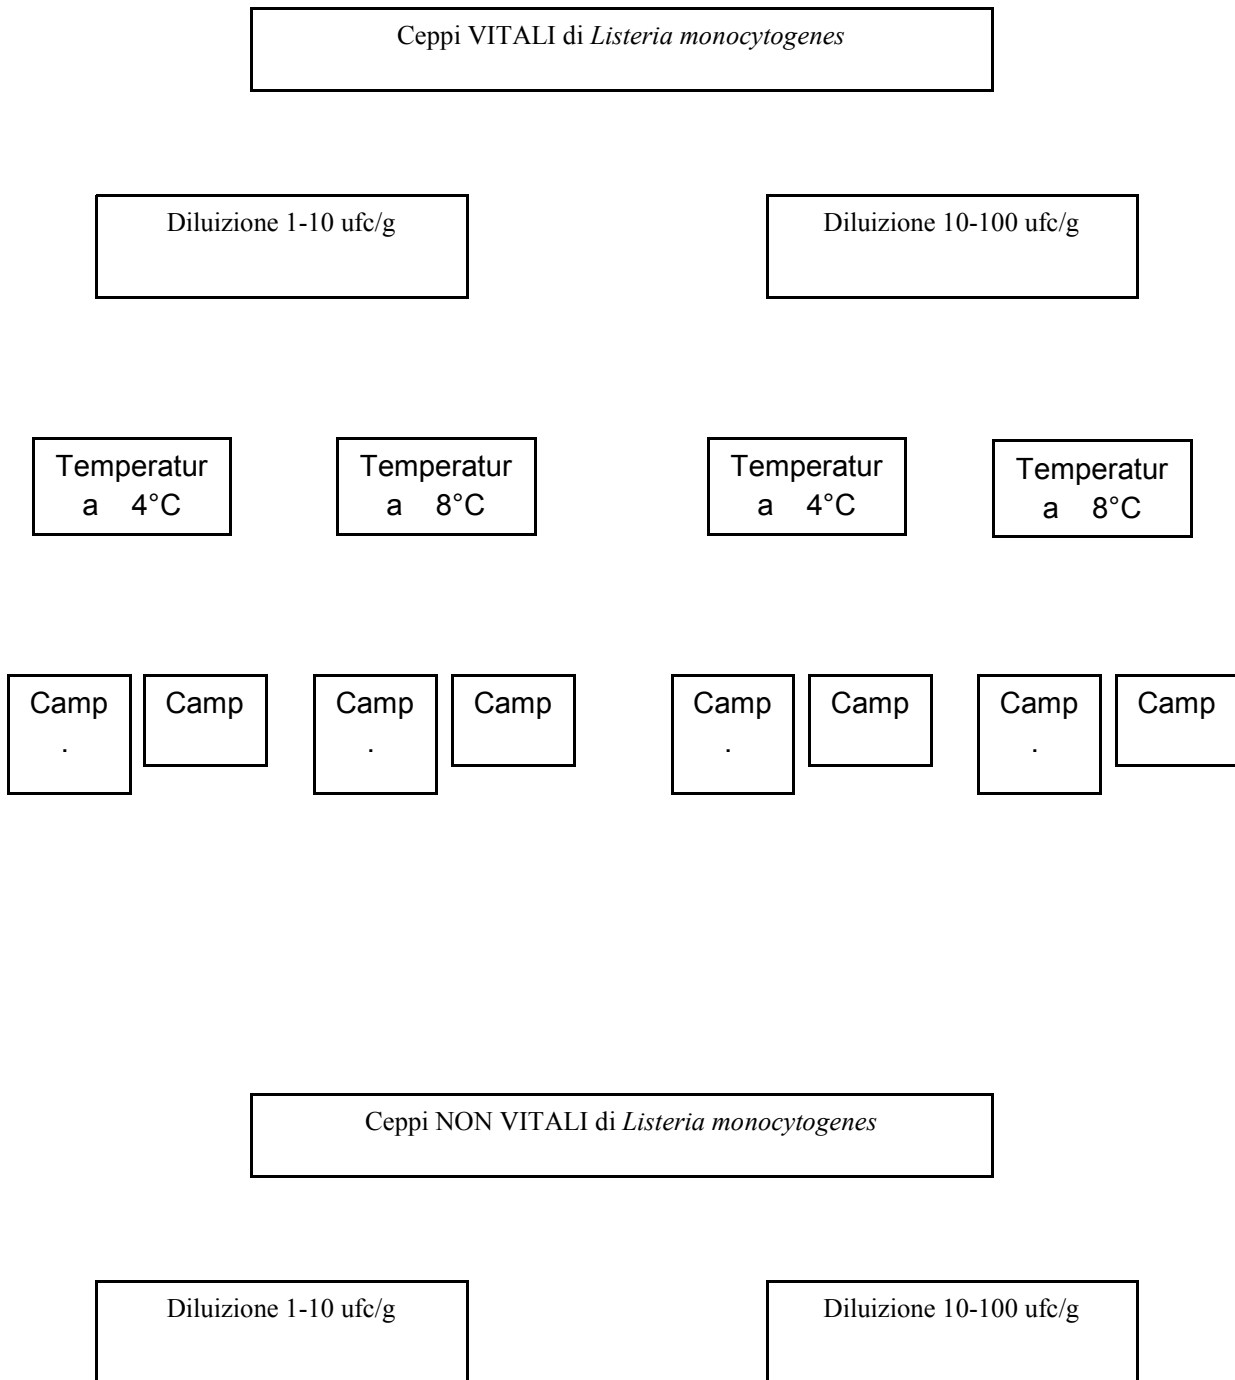 Ceppi VITALI di Listeria monocytogenes
Diluizione 1-10 ufc/g
Diluizione 10-100 ufc/g
Temperatur
a 4°C
Temperatur
a 8°C
Temperatur
a 4°C
Temperatur
a 8°C
Camp
.
Camp
Camp
.
Camp
Camp
.
Camp
Camp
.
Camp
Ceppi NON VITALI di Listeria monocytogenes
Diluizione 1-10 ufc/g
Diluizione 10-100 ufc/g